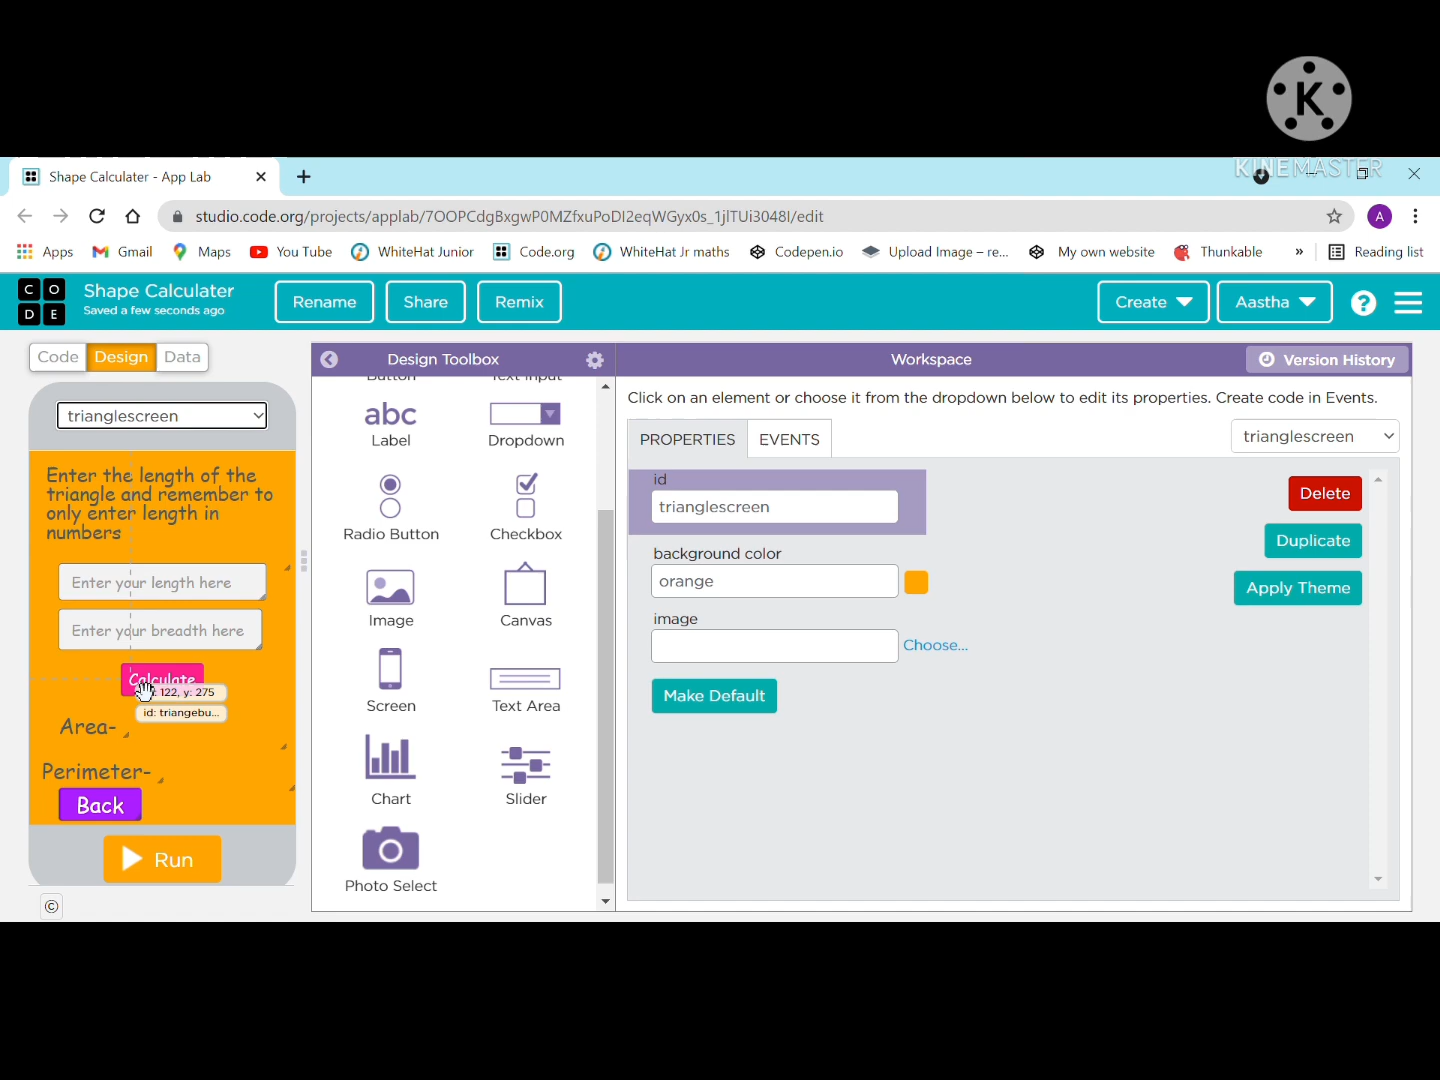 K
KINEMASTER
Shape Calculater - App Lab
studio.code.org/projects/applab/7OOPCdgBxgwP0MZfxuPoDI2eqWGyx0s_1jlTUi3048I/edit
A
Apps
Gmail
Maps
You Tube
WhiteHat Junior
Code.org
WhiteHat Jr maths
Codepen.io
Upload Image – re...
My own website
Thunkable
»
Reading list
C O
D E
Shape Calculater
Saved a few seconds ago
Rename
Share
Remix
Create
Aastha
?
Code
Design
Data
Design Toolbox
Workspace
Version History
trianglescreen
Enter the length of the
triangle and remember to
only enter length in
numbers
Enter your length here
Enter your breadth here
Calculate
: 122, y: 275
id: triangebu...
Area-
Perimeter-
Back
Run
©
Button
Text Input
abc
Label
Dropdown
Radio Button
Checkbox
Image
Canvas
Screen
Text Area
Chart
Slider
Photo Select
Click on an element or choose it from the dropdown below to edit its properties. Create code in Events.
PROPERTIES
EVENTS
trianglescreen
id
trianglescreen
Delete
background color
orange
Duplicate
Apply Theme
image
Choose...
Make Default